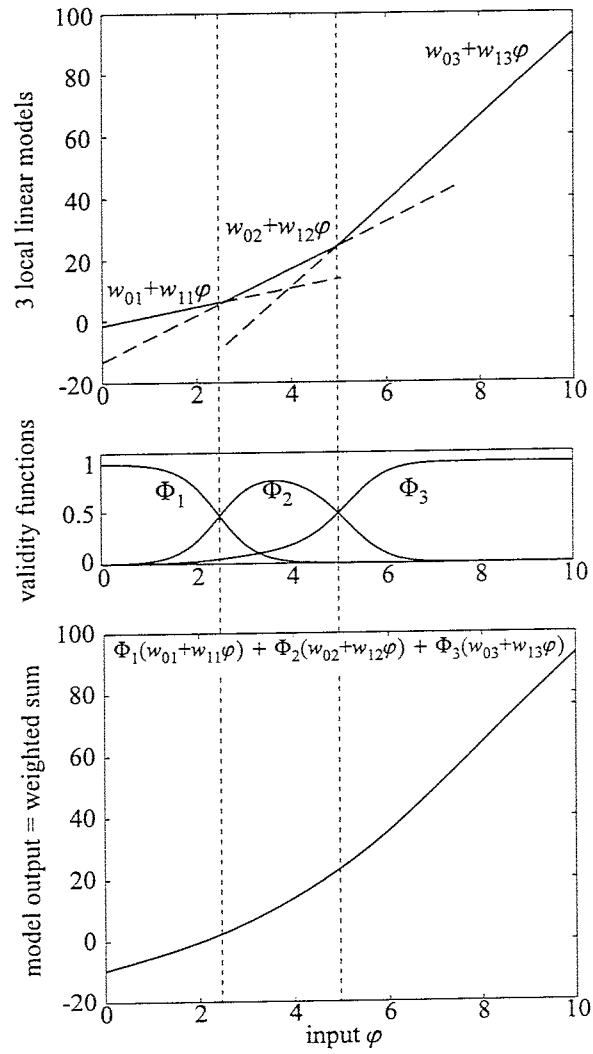 3 local linear models
100
80
60
40
20
0
-20
w₀₃+w₁₃φ
w₀₂+w₁₂φ
w₀₁+w₁₁φ
0 2 4 6 8 10
validity functions
1
0.5
0
Φ₁ Φ₂ Φ₃
0 2 4 6 8 10
model output = weighted sum
100
80
60
40
20
0
-20
Φ₁(w₀₁+w₁₁φ) + Φ₂(w₀₂+w₁₂φ) + Φ₃(w₀₃+w₁₃φ)
0 2 4 6 8 10
input φ